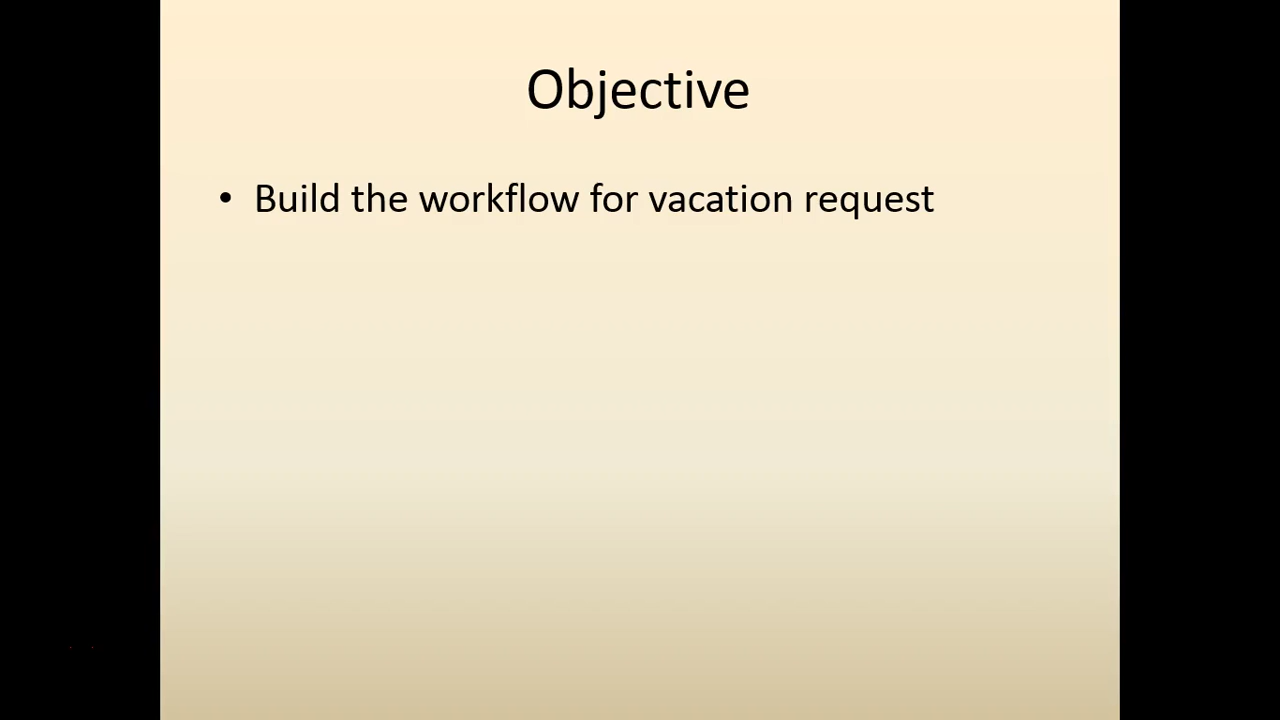 Objective
• Build the workflow for vacation request